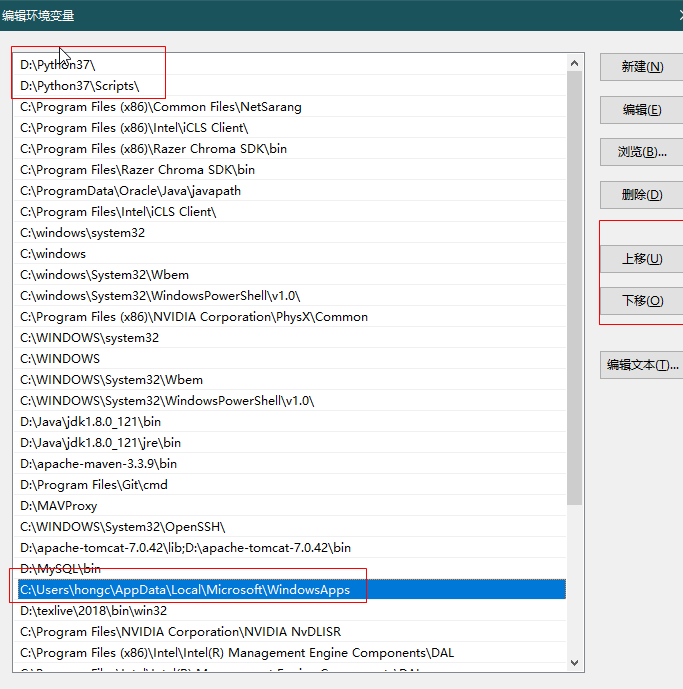 编辑环境变量
D:\Python37\
D:\Python37\Scripts\
C:\Program Files (x86)\Common Files\NetSarang
C:\Program Files (x86)\Intel\iCLS Client\
C:\Program Files (x86)\Razer Chroma SDK\bin
C:\Program Files\Razer Chroma SDK\bin
C:\ProgramData\Oracle\Java\javapath
C:\Program Files\Intel\iCLS Client\
C:\windows\system32
C:\windows
C:\windows\System32\Wbem
C:\windows\System32\WindowsPowerShell\v1.0\
C:\Program Files (x86)\NVIDIA Corporation\PhysX\Common
C:\WINDOWS\system32
C:\WINDOWS
C:\WINDOWS\System32\Wbem
C:\WINDOWS\System32\WindowsPowerShell\v1.0\
D:\Java\jdk1.8.0_121\bin
D:\Java\jdk1.8.0_121\jre\bin
D:\apache-maven-3.3.9\bin
D:\Program Files\Git\cmd
D:\MAVProxy
C:\WINDOWS\System32\OpenSSH\
D:\apache-tomcat-7.0.42\lib;D:\apache-tomcat-7.0.42\bin
D:\MySQL\bin
C:\Users\hongc\AppData\Local\Microsoft\WindowsApps
D:\texlive\2018\bin\win32
C:\Program Files\NVIDIA Corporation\NVIDIA NvDLISR
C:\Program Files (x86)\Intel\Intel(R) Management Engine Components\DAL
C:\Program Files\Intel\Intel(R) Management Engine Components\DAL
新建(N)
编辑(E)
浏览(B)...
删除(D)
上移(U)
下移(O)
编辑文本(T)...